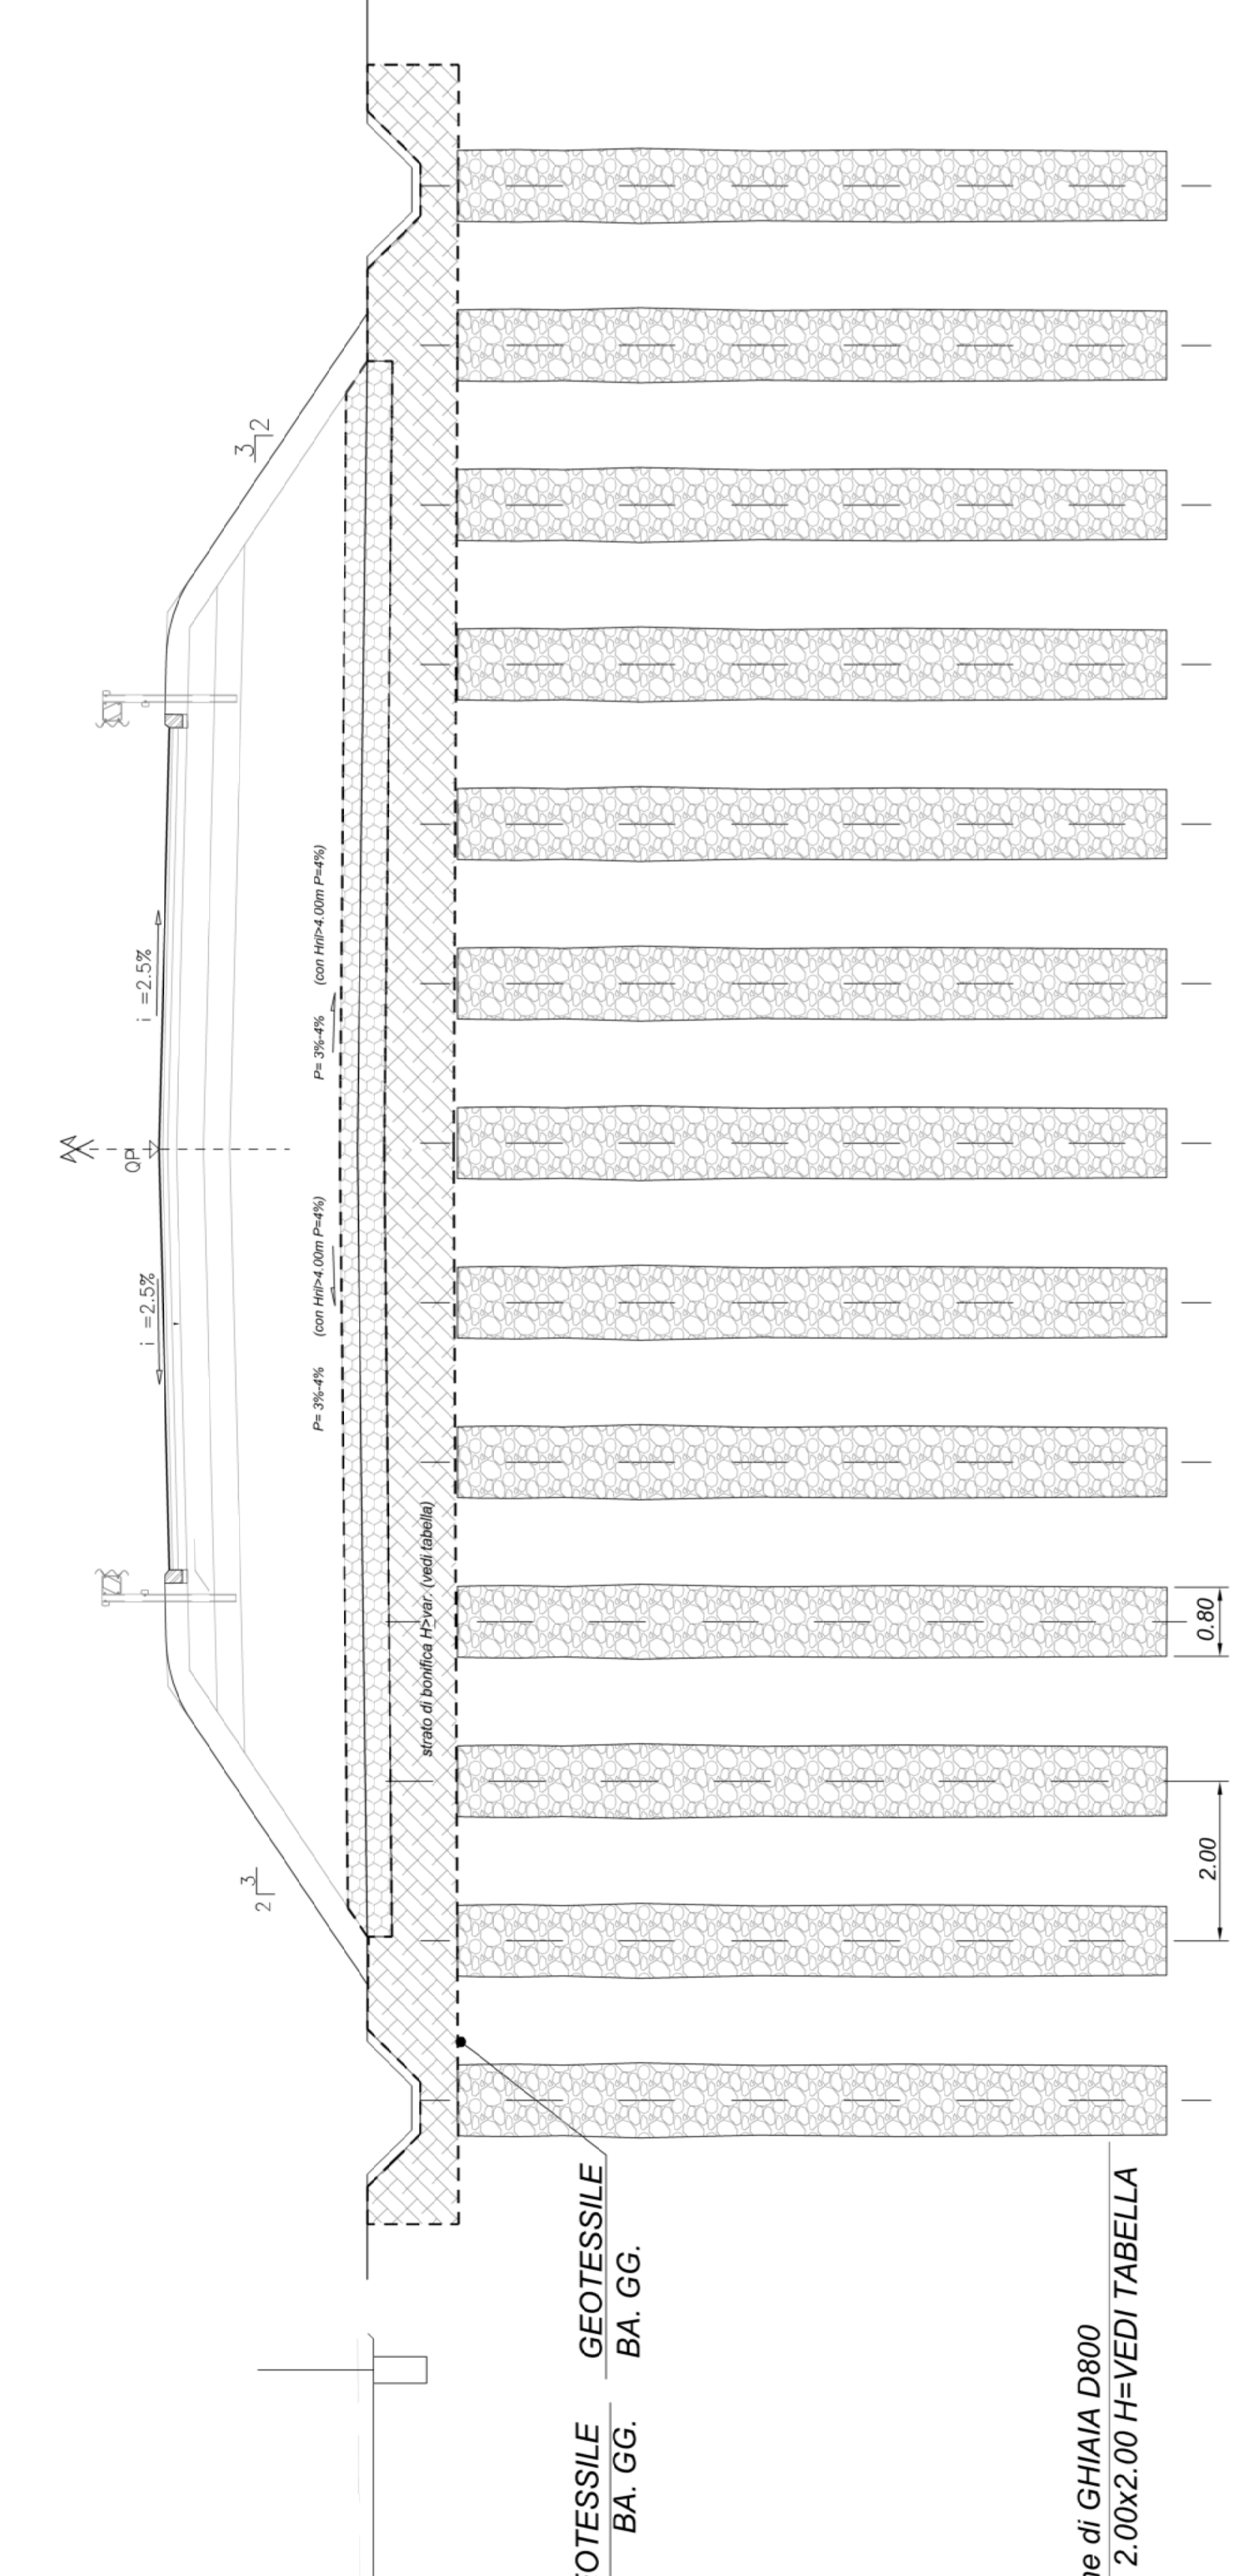 3
2
i =2.5%
QP
i =2.5%
2
3
P= 3%-4% (con Hril>4.00m P=4%)
P= 3%-4% (con Hril>4.00m P=4%)
strato di bonifica H>var. (vedi tabella)
0.80
2.00
GEOTESSILE
BA. GG.
OTESSILE
BA. GG.
di GHIAIA D800
2.00x2.00 H=VEDI TABELLA